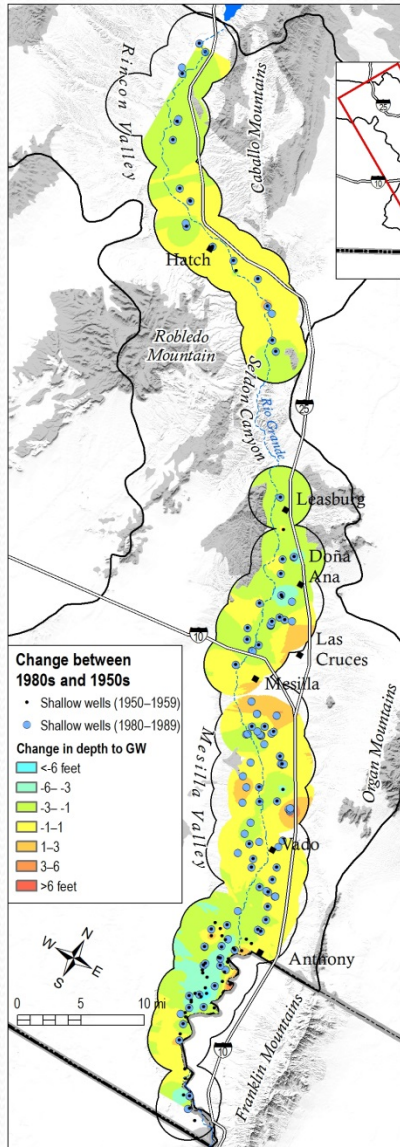 Rincon Valley
Caballo Mountains
25
10
Hatch
Robledo
Mountain
Seldon Canyon
Rio Grande
25
Leasburg
Doña
Ana
10
Las
Cruces
Mesilla
Change between
1980s and 1950s
Shallow wells (1950–1959)
Shallow wells (1980–1989)
Change in depth to GW
<-6 feet
-6– -3
-3– -1
-1–1
1–3
3–6
>6 feet
Mesilla Valley
Organ Mountains
Vado
N
W
E
S
Anthony
0 5 10 mi
10
Franklin Mountains